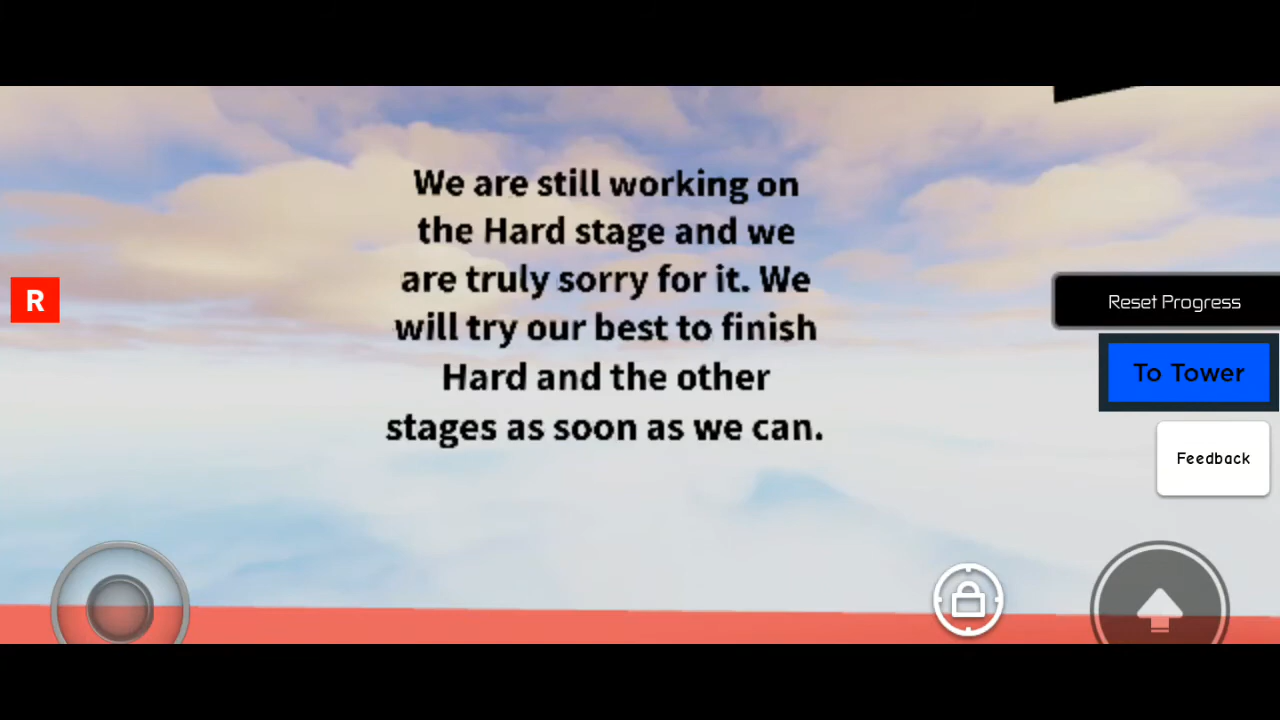 We are still working on
the Hard stage and we
are truly sorry for it. We
will try our best to finish
Hard and the other
stages as soon as we can.
R
Reset Progress
To Tower
Feedback